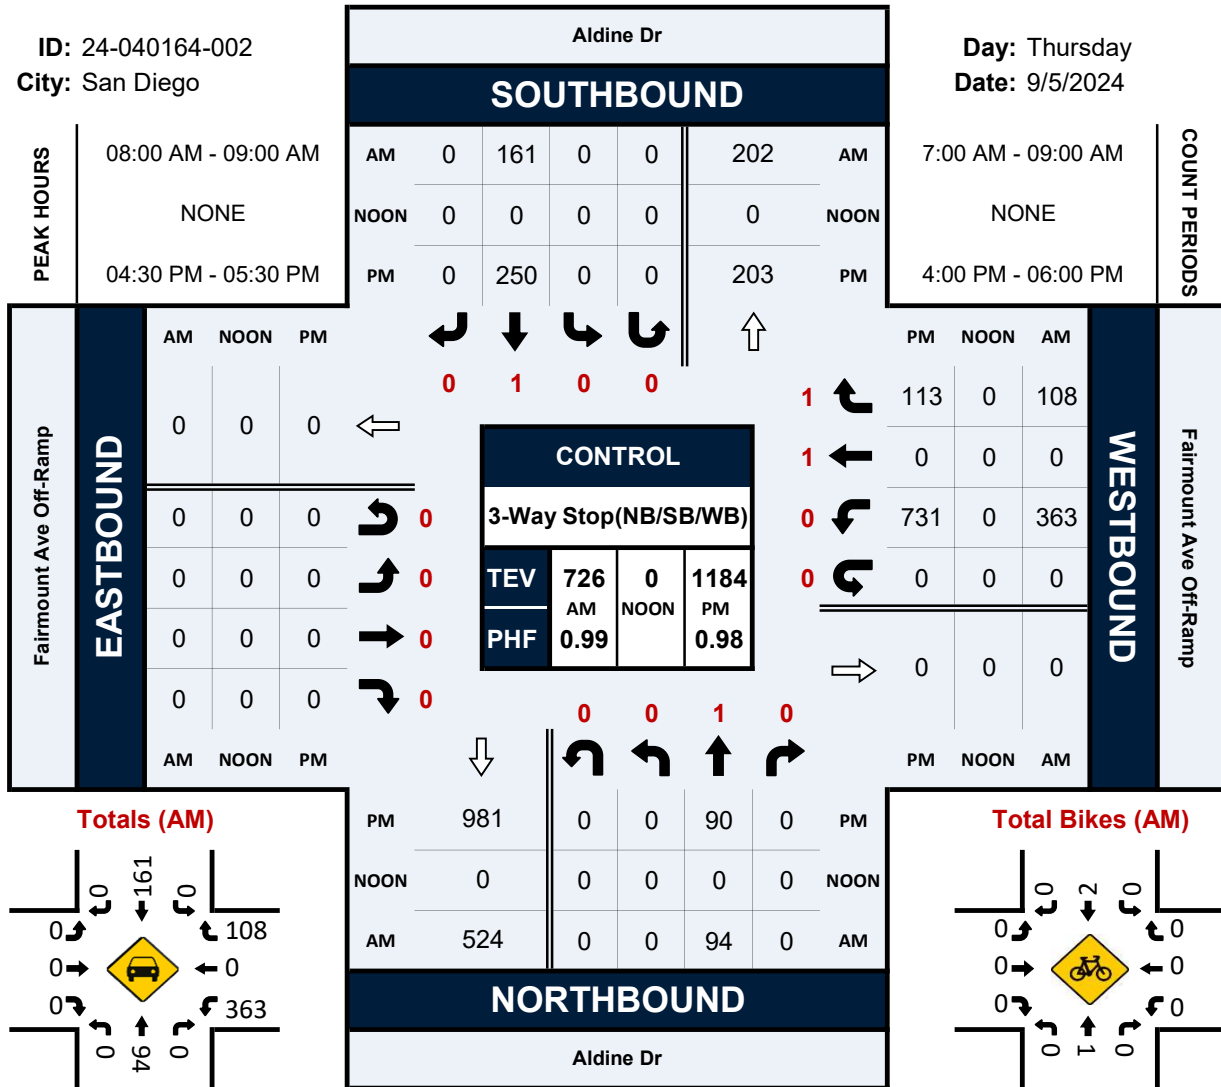 ID: 24-040164-002
City: San Diego
Aldine Dr
Day: Thursday
Date: 9/5/2024
SOUTHBOUND
PEAK HOURS
08:00 AM - 09:00 AM
NONE
04:30 PM - 05:30 PM
AM 0 161 0 0 202 AM
NOON 0 0 0 0 0 NOON
PM 0 250 0 0 203 PM
7:00 AM - 09:00 AM
NONE
4:00 PM - 06:00 PM
COUNT PERIODS
0 1 0 0
Fairmount Ave Off-Ramp
EASTBOUND
AM NOON PM
0 0 0
0 0 0 0
0 0 0 0
0 0 0 0
0 0 0 0
AM NOON PM
CONTROL
3-Way Stop(NB/SB/WB)
TEV 726 0 1184
AM NOON PM
PHF 0.99 0.98
PM NOON AM
1 113 0 108
1 0 0 0
0 731 0 363
0 0 0 0
0 0 0
PM NOON AM
WESTBOUND
Fairmount Ave Off-Ramp
0 0 1 0
PM 981 0 0 90 0 PM
NOON 0 0 0 0 0 NOON
AM 524 0 0 94 0 AM
NORTHBOUND
Aldine Dr
Totals (AM)
0 161 0
0 108
0 0
0 363
0 94 0
Total Bikes (AM)
0 2 0
0 0
0 0
0 0
0 1 0